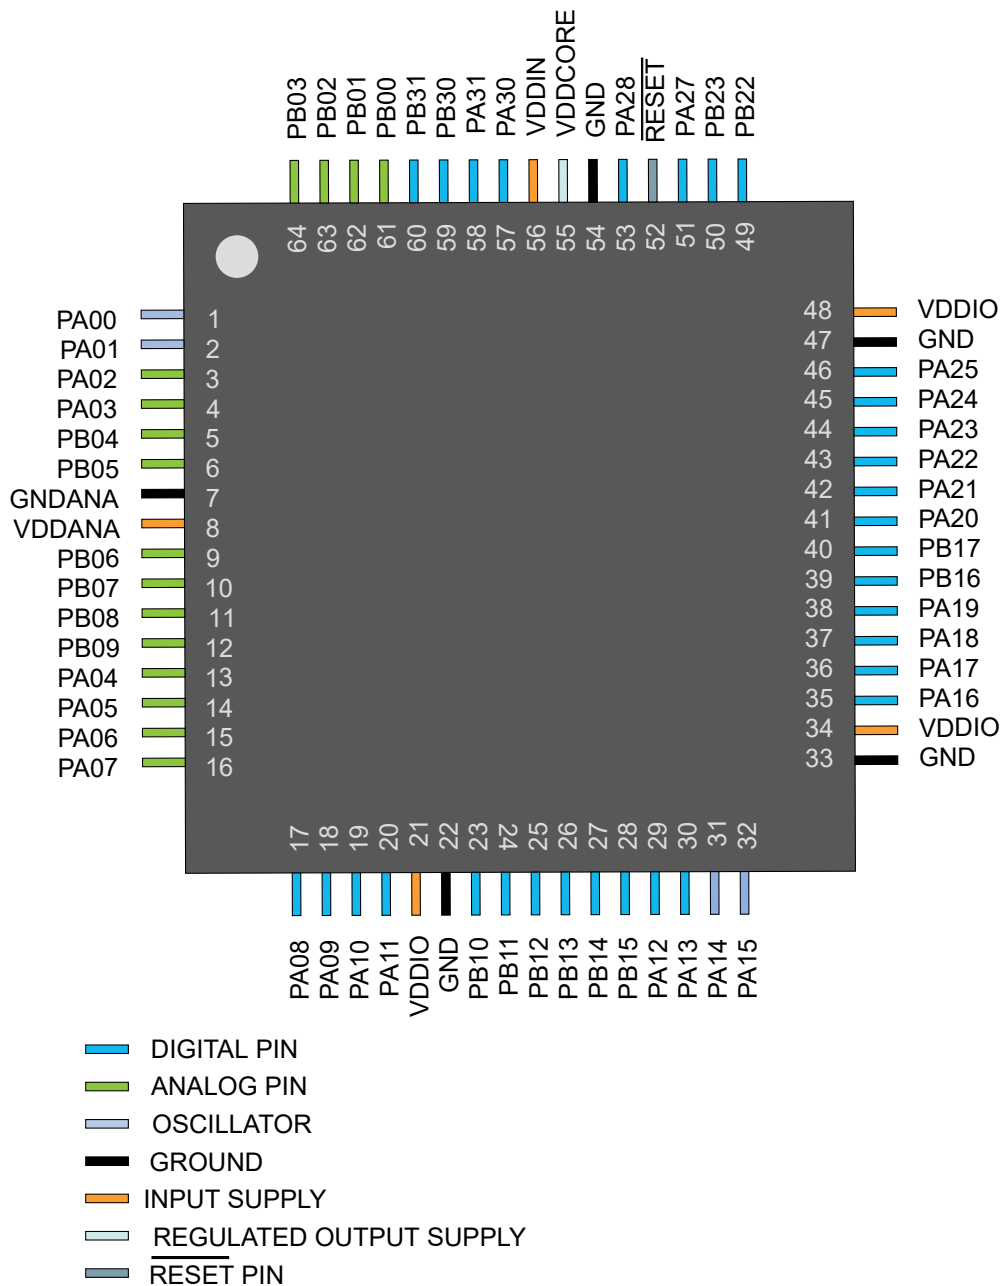 PB03
PB02
PB01
PB00
PB31
PB30
PA31
PA30
VDDIN
VDDCORE
GND
PA28
RESET
PA27
PB23
PB22
64
63
62
61
60
59
58
57
56
55
54
53
52
51
50
49
PA00 1
PA01 2
PA02 3
PA03 4
PB04 5
PB05 6
GNDANA 7
VDDANA 8
PB06 9
PB07 10
PB08 11
PB09 12
PA04 13
PA05 14
PA06 15
PA07 16
48 VDDIO
47 GND
46 PA25
45 PA24
44 PA23
43 PA22
42 PA21
41 PA20
40 PB17
39 PB16
38 PA19
37 PA18
36 PA17
35 PA16
34 VDDIO
33 GND
17
18
19
20
21
22
23
24
25
26
27
28
29
30
31
32
PA08
PA09
PA10
PA11
VDDIO
GND
PB10
PB11
PB12
PB13
PB14
PB15
PA12
PA13
PA14
PA15
DIGITAL PIN
ANALOG PIN
OSCILLATOR
GROUND
INPUT SUPPLY
REGULATED OUTPUT SUPPLY
RESET PIN